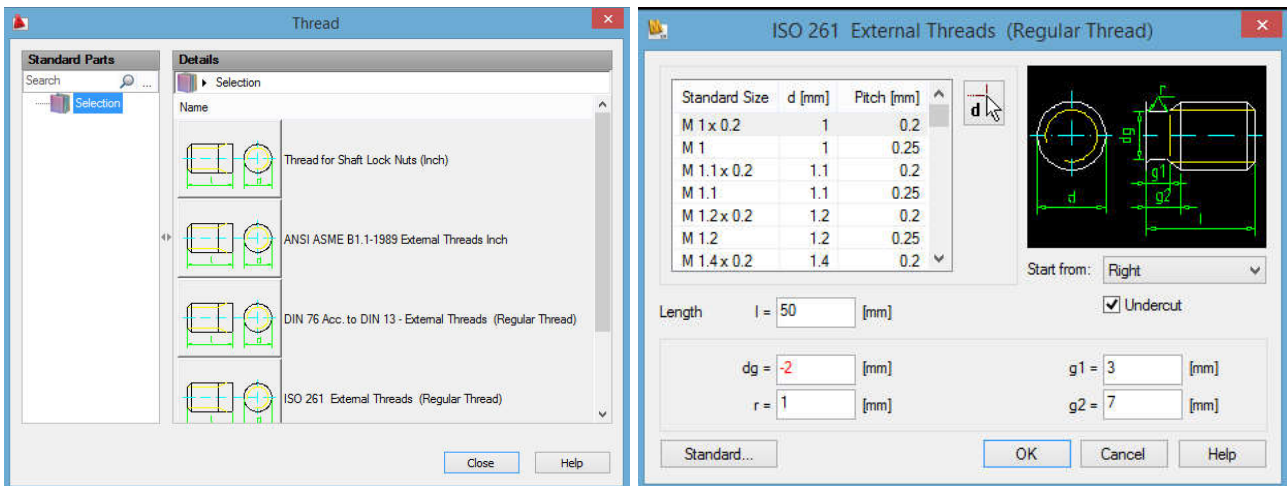 Thread
Standard Parts
Search
...
Selection
Details
Selection
Name
Thread for Shaft Lock Nuts (Inch)
l d
ANSI ASME B1.1-1989 External Threads Inch
l d
DIN 76 Acc. to DIN 13 - External Threads (Regular Thread)
l d
ISO 261 External Threads (Regular Thread)
l d
Close Help
ISO 261 External Threads (Regular Thread)
Standard Size d [mm] Pitch [mm]
M 1 x 0.2 1 0.2
M 1 1 0.25
M 1.1 x 0.2 1.1 0.2
M 1.1 1.1 0.25
M 1.2 x 0.2 1.2 0.2
M 1.2 1.2 0.25
M 1.4 x 0.2 1.4 0.2
d
r
dg
g1
g2
d
l
Start from: Right
Undercut
Length l = 50 [mm]
dg = -2 [mm] g1 = 3 [mm]
r = 1 [mm] g2 = 7 [mm]
Standard... OK Cancel Help